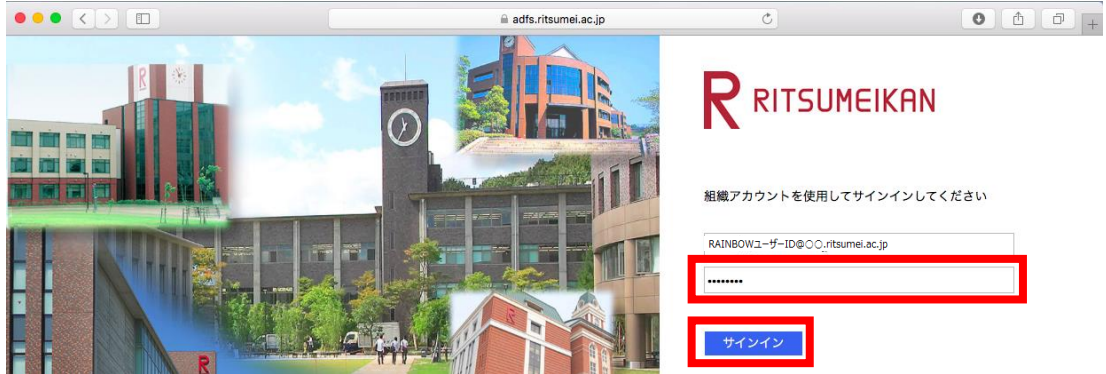 adfs.ritsumei.ac.jp
R
R RITSUMEIKAN
組織アカウントを使用してサインインしてください
RAINBOWユーザーID@○○.ritsumei.ac.jp
••••••••
サインイン
R
R